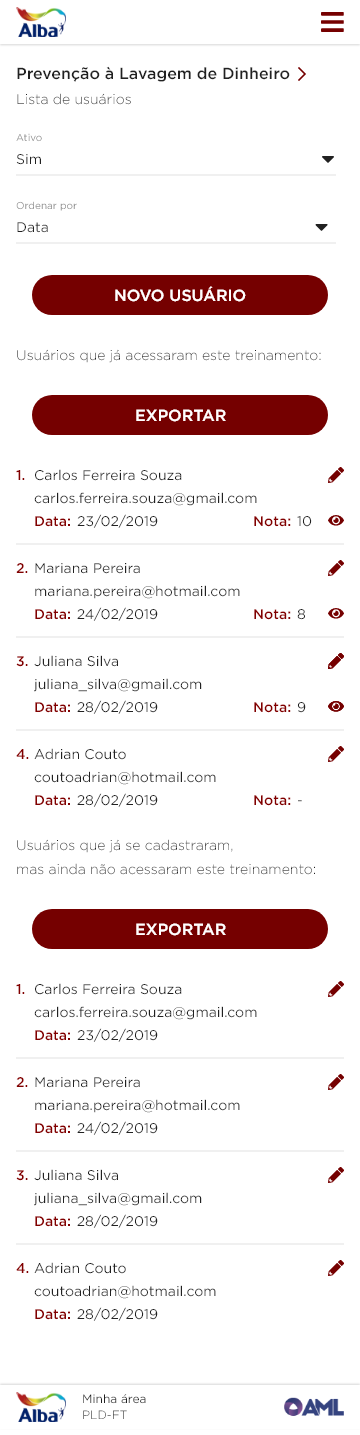 Alba
Prevenção à Lavagem de Dinheiro
Lista de usuários
Ativo
Sim
Ordenar por
Data
NOVO USUÁRIO
Usuários que já acessaram este treinamento:
EXPORTAR
1. Carlos Ferreira Souza
carlos.ferreira.souza@gmail.com
Data: 23/02/2019 Nota: 10
2. Mariana Pereira
mariana.pereira@hotmail.com
Data: 24/02/2019 Nota: 8
3. Juliana Silva
juliana_silva@gmail.com
Data: 28/02/2019 Nota: 9
4. Adrian Couto
coutoadrian@hotmail.com
Data: 28/02/2019 Nota: -
Usuários que já se cadastraram,
mas ainda não acessaram este treinamento:
EXPORTAR
1. Carlos Ferreira Souza
carlos.ferreira.souza@gmail.com
Data: 23/02/2019
2. Mariana Pereira
mariana.pereira@hotmail.com
Data: 24/02/2019
3. Juliana Silva
juliana_silva@gmail.com
Data: 28/02/2019
4. Adrian Couto
coutoadrian@hotmail.com
Data: 28/02/2019
Alba
Minha área
PLD-FT
AML